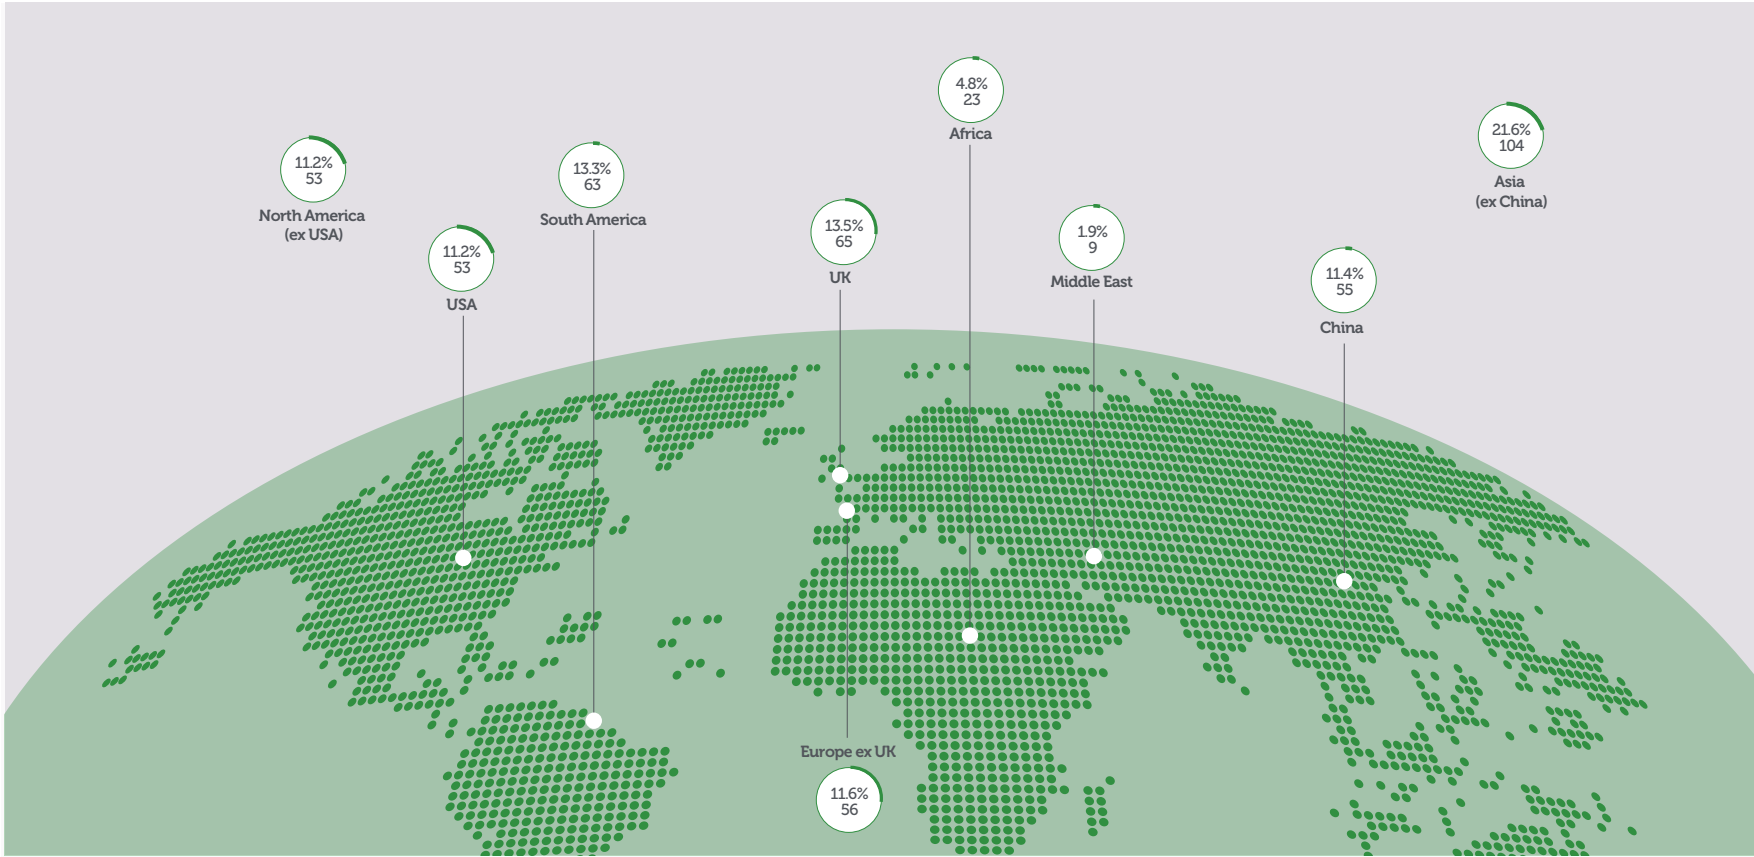 11.2%
53
North America
(ex USA)
11.2%
53
USA
13.3%
63
South America
13.5%
65
UK
4.8%
23
Africa
1.9%
9
Middle East
11.4%
55
China
21.6%
104
Asia
(ex China)
Europe ex UK
11.6%
56